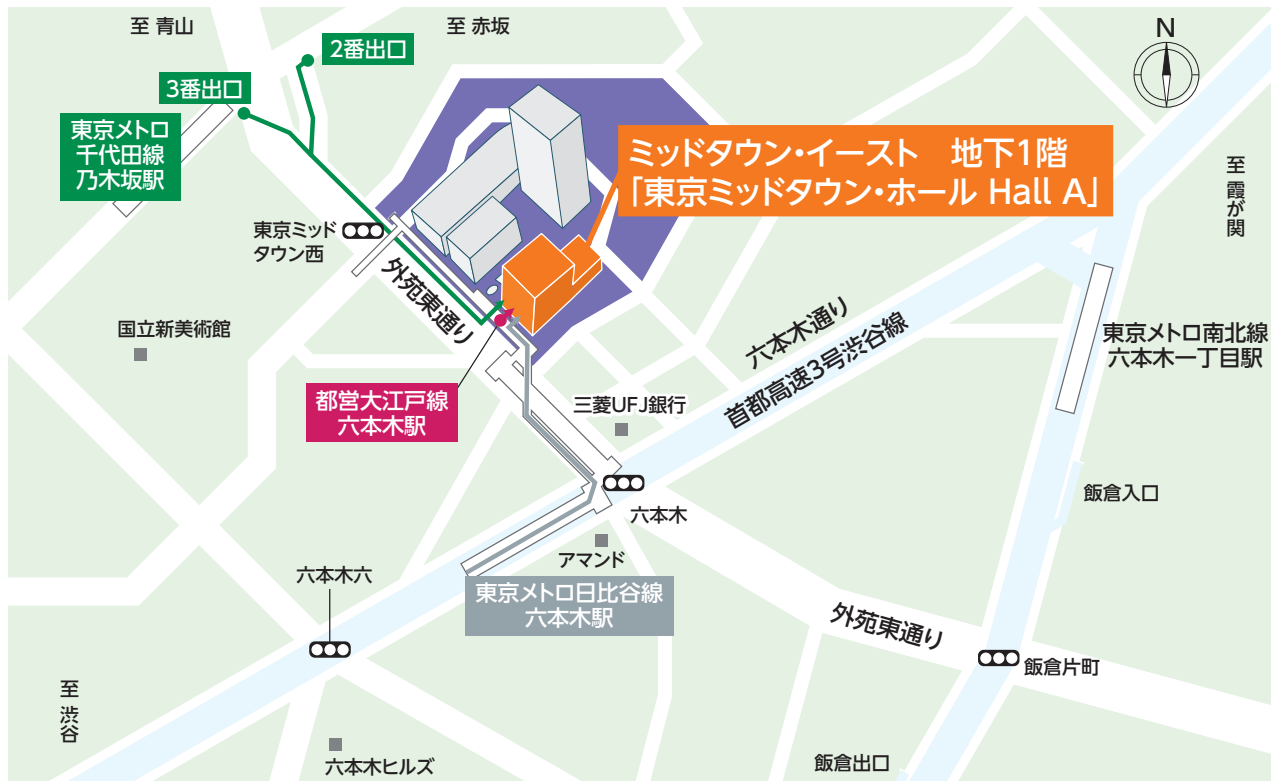 至 青山
至 赤坂
N
2番出口
3番出口
東京メトロ
千代田線
乃木坂駅
ミッドタウン・イースト　地下1階
「東京ミッドタウン・ホール Hall A」
至 霞が関
東京ミッド
タウン西
外苑東通り
国立新美術館
六本木通り
首都高速3号渋谷線
東京メトロ南北線
六本木一丁目駅
都営大江戸線
六本木駅
三菱UFJ銀行
飯倉入口
六本木
アマンド
六本木六
東京メトロ日比谷線
六本木駅
外苑東通り
飯倉片町
至 渋谷
六本木ヒルズ
飯倉出口